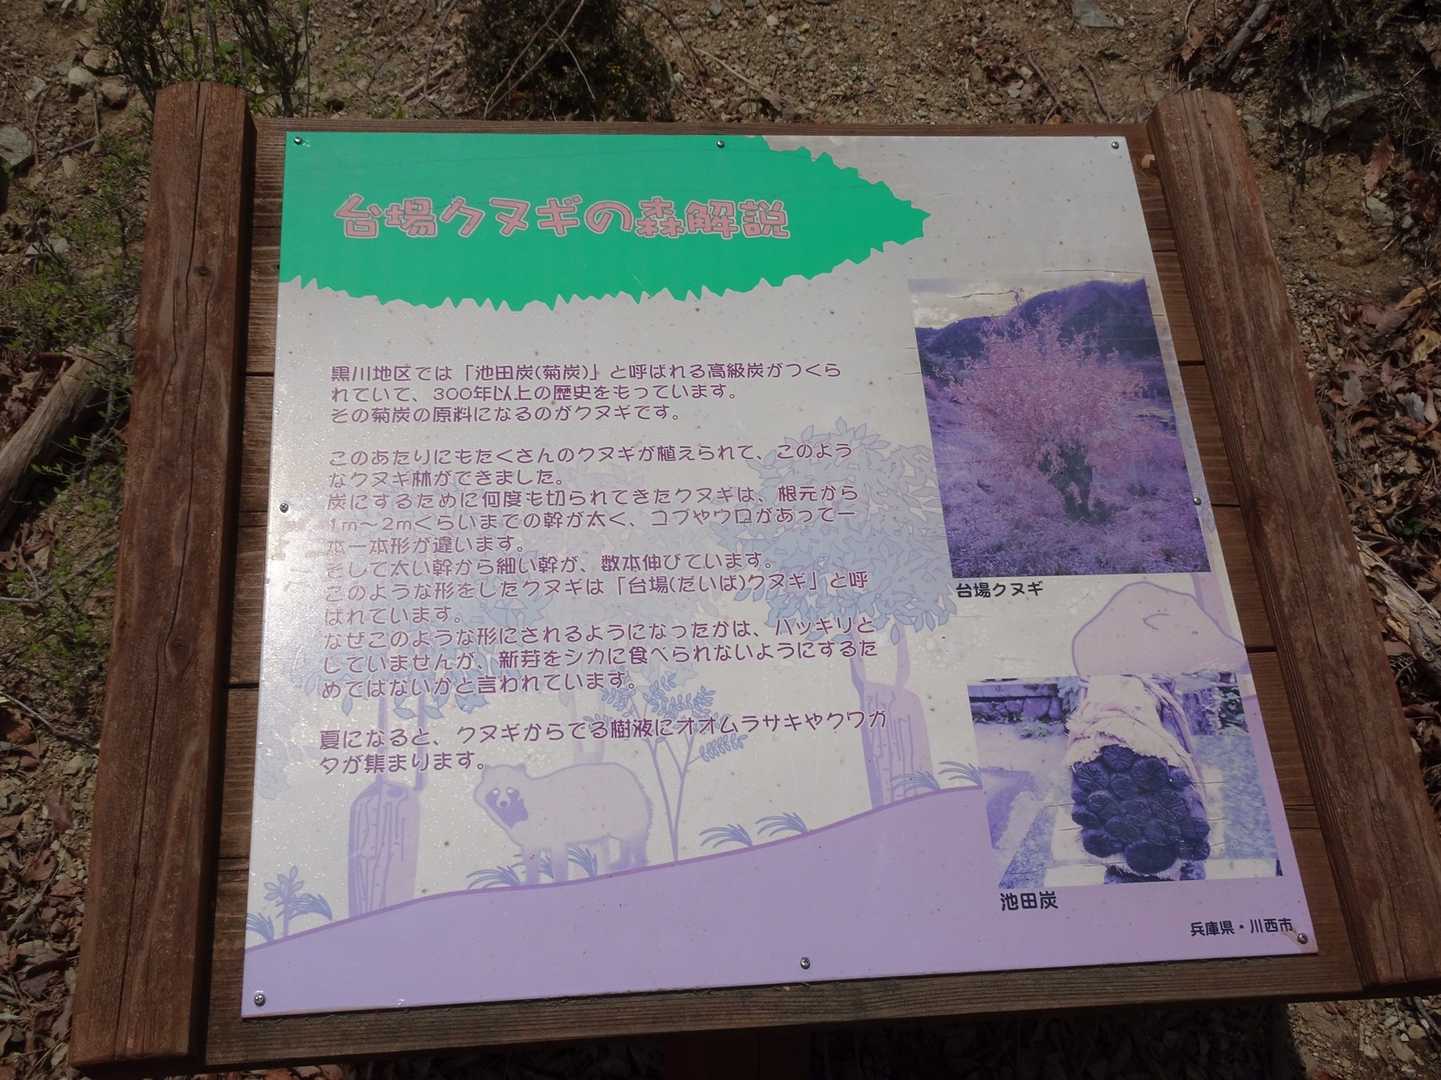 台場クヌギの森解説
黒川地区では「池田炭(菊炭)」と呼ばれる高級炭がつくら
れていて、300年以上の歴史をもっています。
その菊炭の原料になるのがクヌギです。
このあたりにもたくさんのクヌギが植えられて、このよう
なクヌギ林ができました。
炭にするために何度も切られてきたクヌギは、根元から
1m～2mくらいまでの幹が太く、コブやウロがあって一
本一本形が違います。
そして太い幹から細い幹が、数本伸びています。
このような形をしたクヌギは「台場(だいば)クヌギ」と呼
ばれています。
なぜこのような形にされるようになったかは、ハッキリと
していませんが、新芽をシカに食べられないようにするた
めではないかと言われています。
夏になると、クヌギからでる樹液にオオムラサキやクワガ
タが集まります。
台場クヌギ
池田炭
兵庫県・川西市